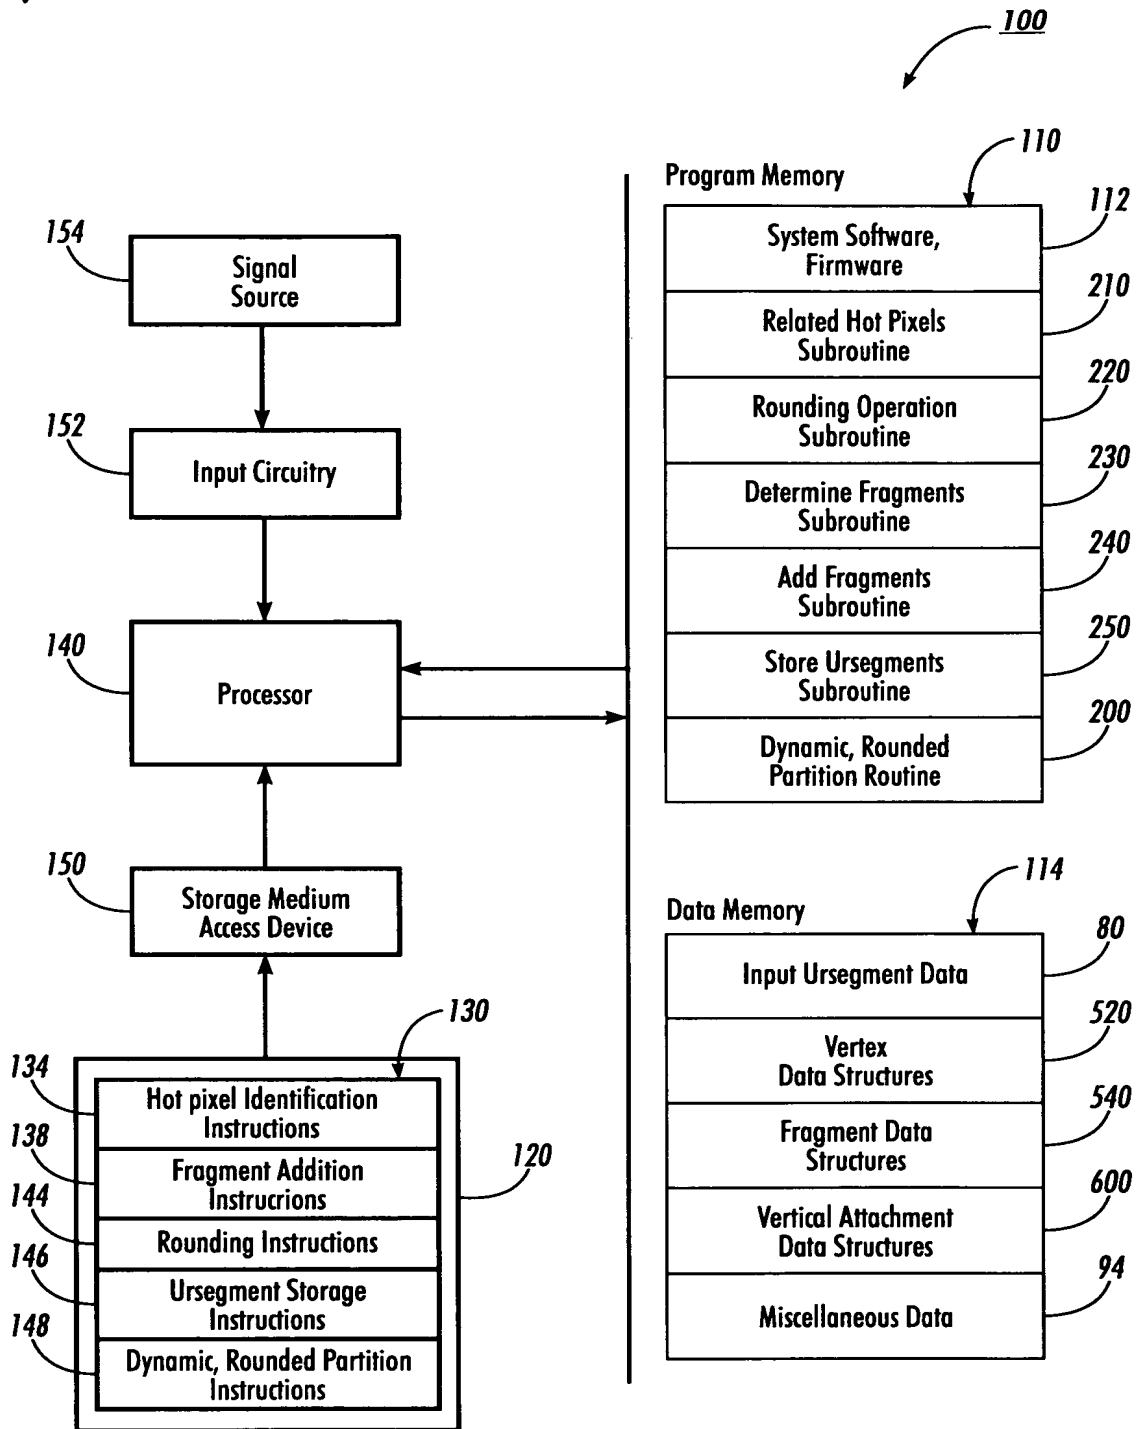 100
110
Program Memory
112
System Software,
Firmware
210
Related Hot Pixels
Subroutine
220
Rounding Operation
Subroutine
230
Determine Fragments
Subroutine
240
Add Fragments
Subroutine
250
Store Ursegments
Subroutine
200
Dynamic, Rounded
Partition Routine
154
Signal
Source
152
Input Circuitry
140
Processor
150
Storage Medium
Access Device
130
134
Hot pixel Identification
Instructions
138
Fragment Addition
Instrucrions
120
144
Rounding Instructions
146
Ursegment Storage
Instructions
148
Dynamic, Rounded Partition
Instructions
114
Data Memory
80
Input Ursegment Data
520
Vertex
Data Structures
540
Fragment Data
Structures
600
Vertical Attachment
Data Structures
94
Miscellaneous Data